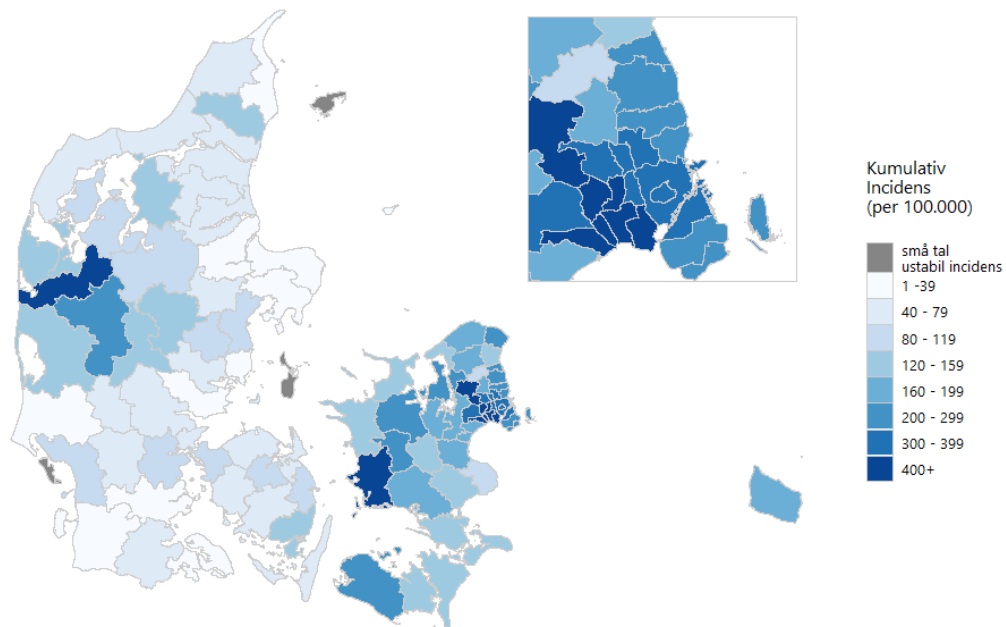 Kumulativ
Incidens
(per 100.000)
små tal
ustabil incidens
1 -39
40 - 79
80 - 119
120 - 159
160 - 199
200 - 299
300 - 399
400+